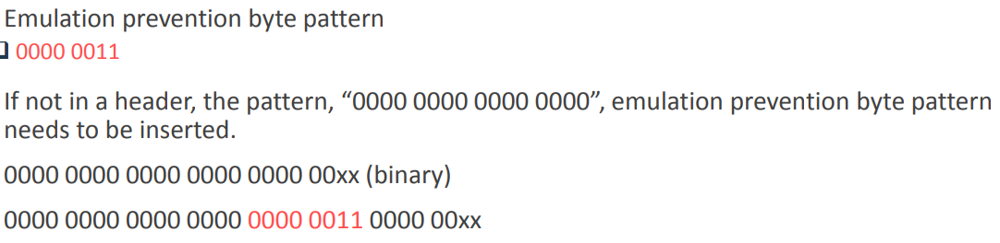 Emulation prevention byte pattern
0000 0011
If not in a header, the pattern, “0000 0000 0000 0000”, emulation prevention byte pattern
needs to be inserted.
0000 0000 0000 0000 0000 00xx (binary)
0000 0000 0000 0000 0000 0011 0000 00xx